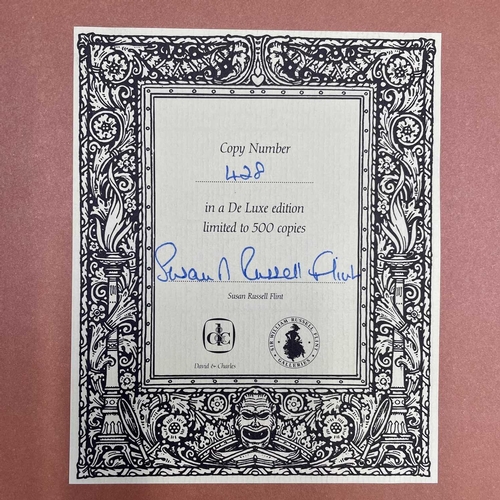 Copy Number
428
in a De Luxe edition
limited to 500 copies
Susan N Russell Flint
Susan Russell Flint
David & Charles
SIR WILLIAM RUSSELL FLINT
GALLERIES